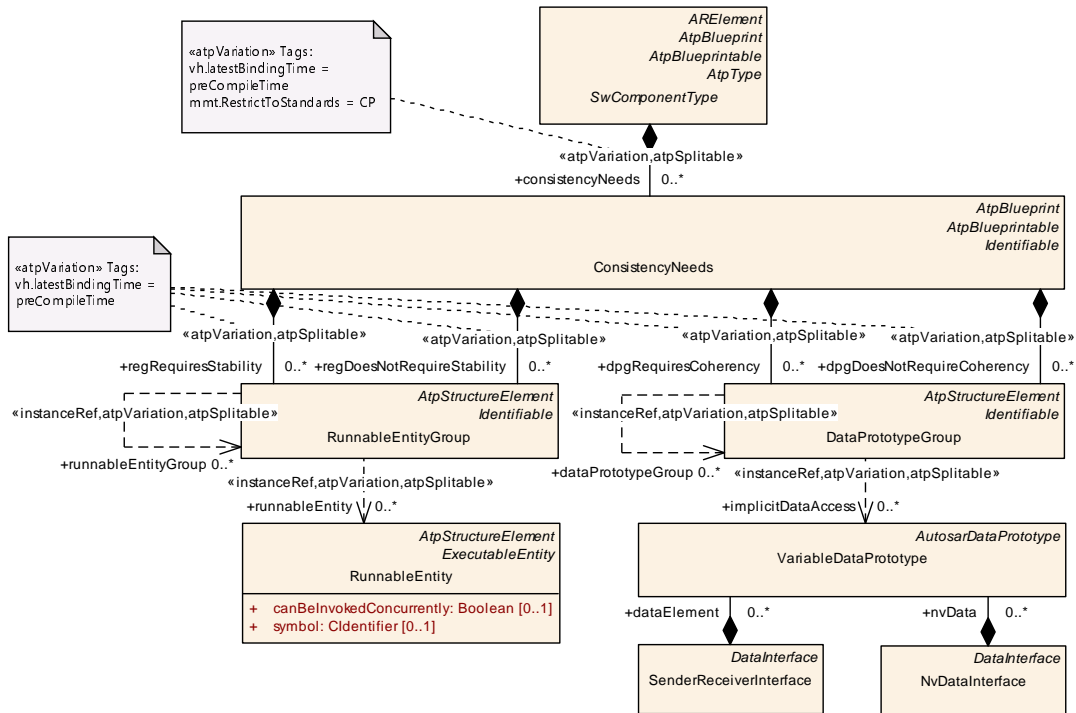 «atpVariation» Tags:
vh.latestBindingTime =
preCompileTime
mmt.RestrictToStandards = CP
ARElement
AtpBlueprint
AtpBlueprintable
AtpType
SwComponentType
«atpVariation,atpSplitable»
+consistencyNeeds 0..*
AtpBlueprint
AtpBlueprintable
Identifiable
ConsistencyNeeds
«atpVariation» Tags:
vh.latestBindingTime =
preCompileTime
«atpVariation,atpSplitable»
«atpVariation,atpSplitable»
«atpVariation,atpSplitable»
«atpVariation,atpSplitable»
+regRequiresStability 0..*
+regDoesNotRequireStability 0..*
+dpgRequiresCoherency 0..*
+dpgDoesNotRequireCoherency 0..*
AtpStructureElement
Identifiable
RunnableEntityGroup
«instanceRef,atpVariation,atpSplitable»
+runnableEntityGroup 0..*
AtpStructureElement
Identifiable
DataPrototypeGroup
«instanceRef,atpVariation,atpSplitable»
+dataPrototypeGroup 0..*
«instanceRef,atpVariation,atpSplitable»
+runnableEntity 0..*
«instanceRef,atpVariation,atpSplitable»
+implicitDataAccess 0..*
AtpStructureElement
ExecutableEntity
RunnableEntity
+ canBeInvokedConcurrently: Boolean [0..1]
+ symbol: CIdentifier [0..1]
AutosarDataPrototype
VariableDataPrototype
+dataElement 0..*
+nvData 0..*
DataInterface
SenderReceiverInterface
DataInterface
NvDataInterface